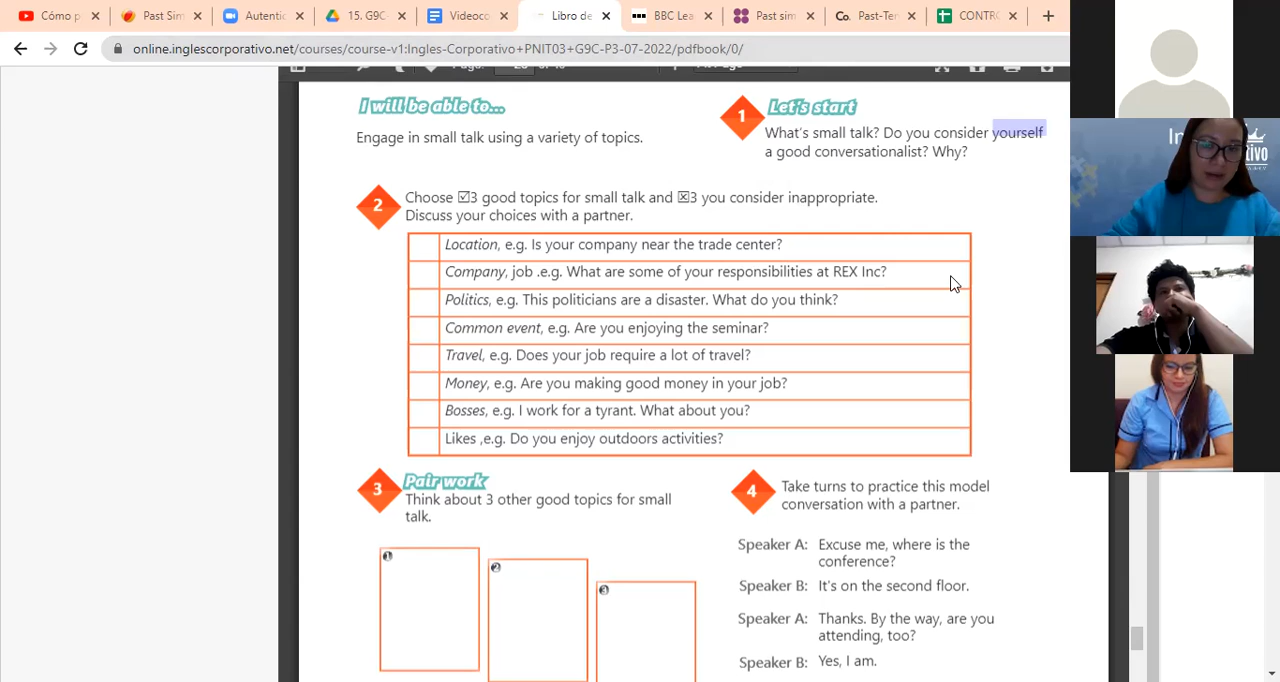 Cómo p
Past Sim
Autentic
15. G9C-
Videoco
Libro de
BBC Lea
Past sim
Past-Ter
CONTRO
online.inglescorporativo.net/courses/course-v1:Ingles-Corporativo+PNIT03+G9C-P3-07-2022/pdfbook/0/
I will be able to...
Engage in small talk using a variety of topics.
1 Let's start
What's small talk? Do you consider yourself
a good conversationalist? Why?
2 Choose ☑3 good topics for small talk and ☒3 you consider inappropriate.
Discuss your choices with a partner.
Location, e.g. Is your company near the trade center?
Company, job .e.g. What are some of your responsibilities at REX Inc?
Politics, e.g. This politicians are a disaster. What do you think?
Common event, e.g. Are you enjoying the seminar?
Travel, e.g. Does your job require a lot of travel?
Money, e.g. Are you making good money in your job?
Bosses, e.g. I work for a tyrant. What about you?
Likes ,e.g. Do you enjoy outdoors activities?
3 Pair work
Think about 3 other good topics for small
talk.
1
2
3
4 Take turns to practice this model
conversation with a partner.
Speaker A: Excuse me, where is the
conference?
Speaker B: It's on the second floor.
Speaker A: Thanks. By the way, are you
attending, too?
Speaker B: Yes, I am.